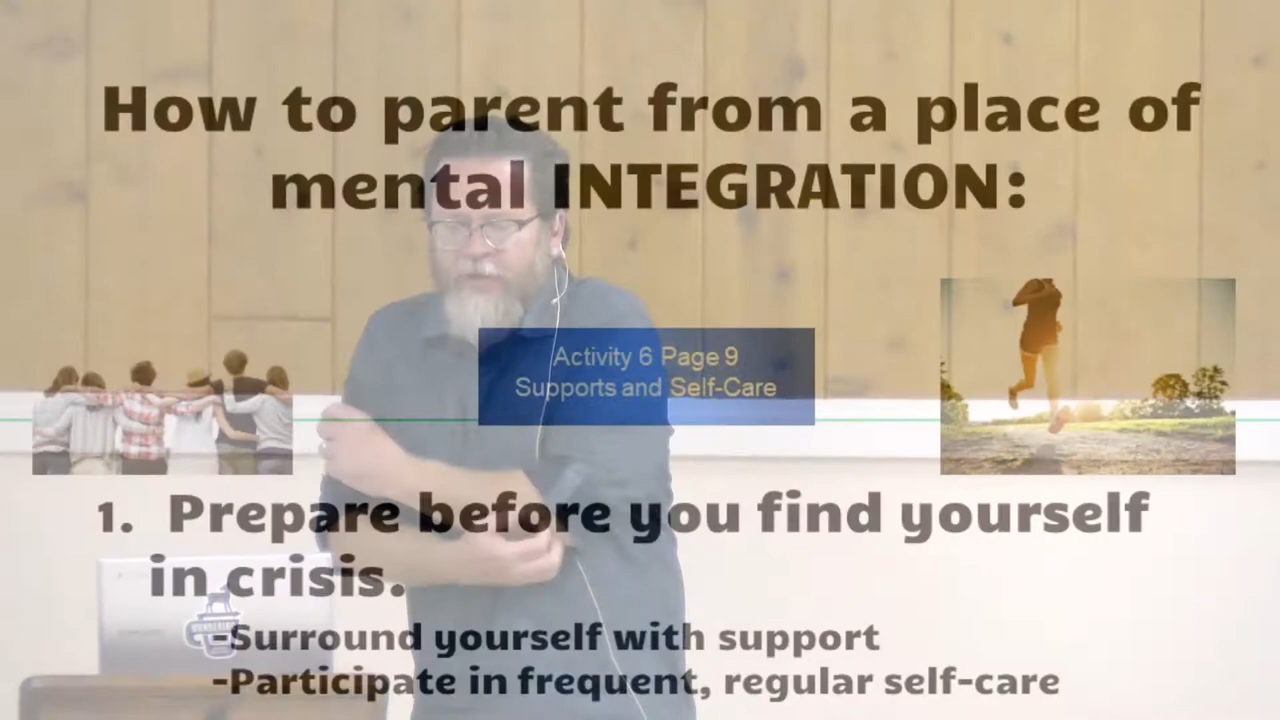 How to parent from a place of
mental INTEGRATION:
Activity 6 Page 9
Supports and Self-Care
1. Prepare before you find yourself
in crisis.
-Surround yourself with support
-Participate in frequent, regular self-care